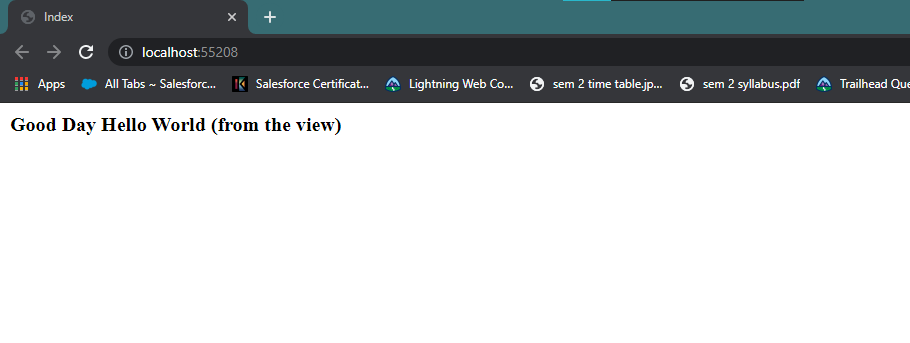 Index
localhost:55208
Apps All Tabs ~ Salesforc... Salesforce Certificat... Lightning Web Co... sem 2 time table.jp... sem 2 syllabus.pdf Trailhead Que
Good Day Hello World (from the view)